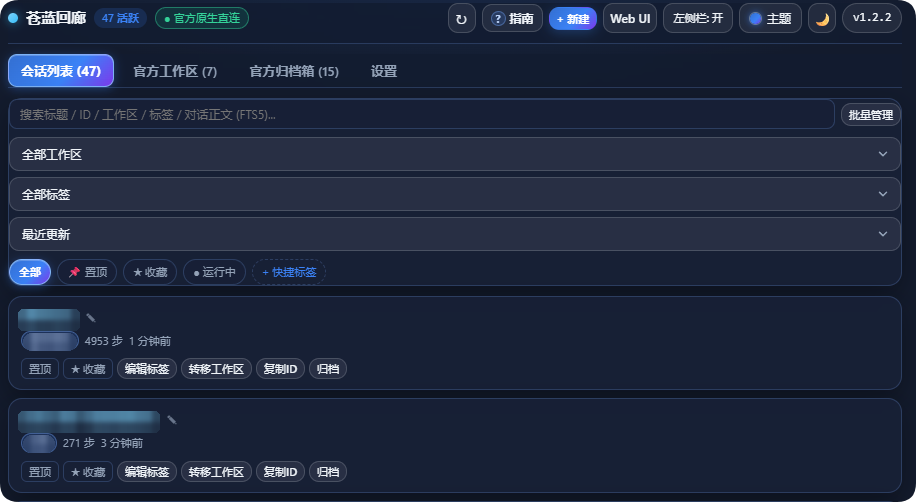 苍蓝回廊 47 活跃 ● 官方原生直连 ↻ ? 指南 + 新建 Web UI 左侧栏: 开 主题 🌙 v1.2.2
会话列表 (47) 官方工作区 (7) 官方归档箱 (15) 设置
搜索标题 / ID / 工作区 / 标签 / 对话正文 (FTS5)... 批量管理
全部工作区
全部标签
最近更新
全部 📌 置顶 ★收藏 ● 运行中 + 快捷标签
4953 步 1 分钟前
置顶 ★ 收藏 编辑标签 转移工作区 复制ID 归档
271 步 3 分钟前
置顶 ★ 收藏 编辑标签 转移工作区 复制ID 归档